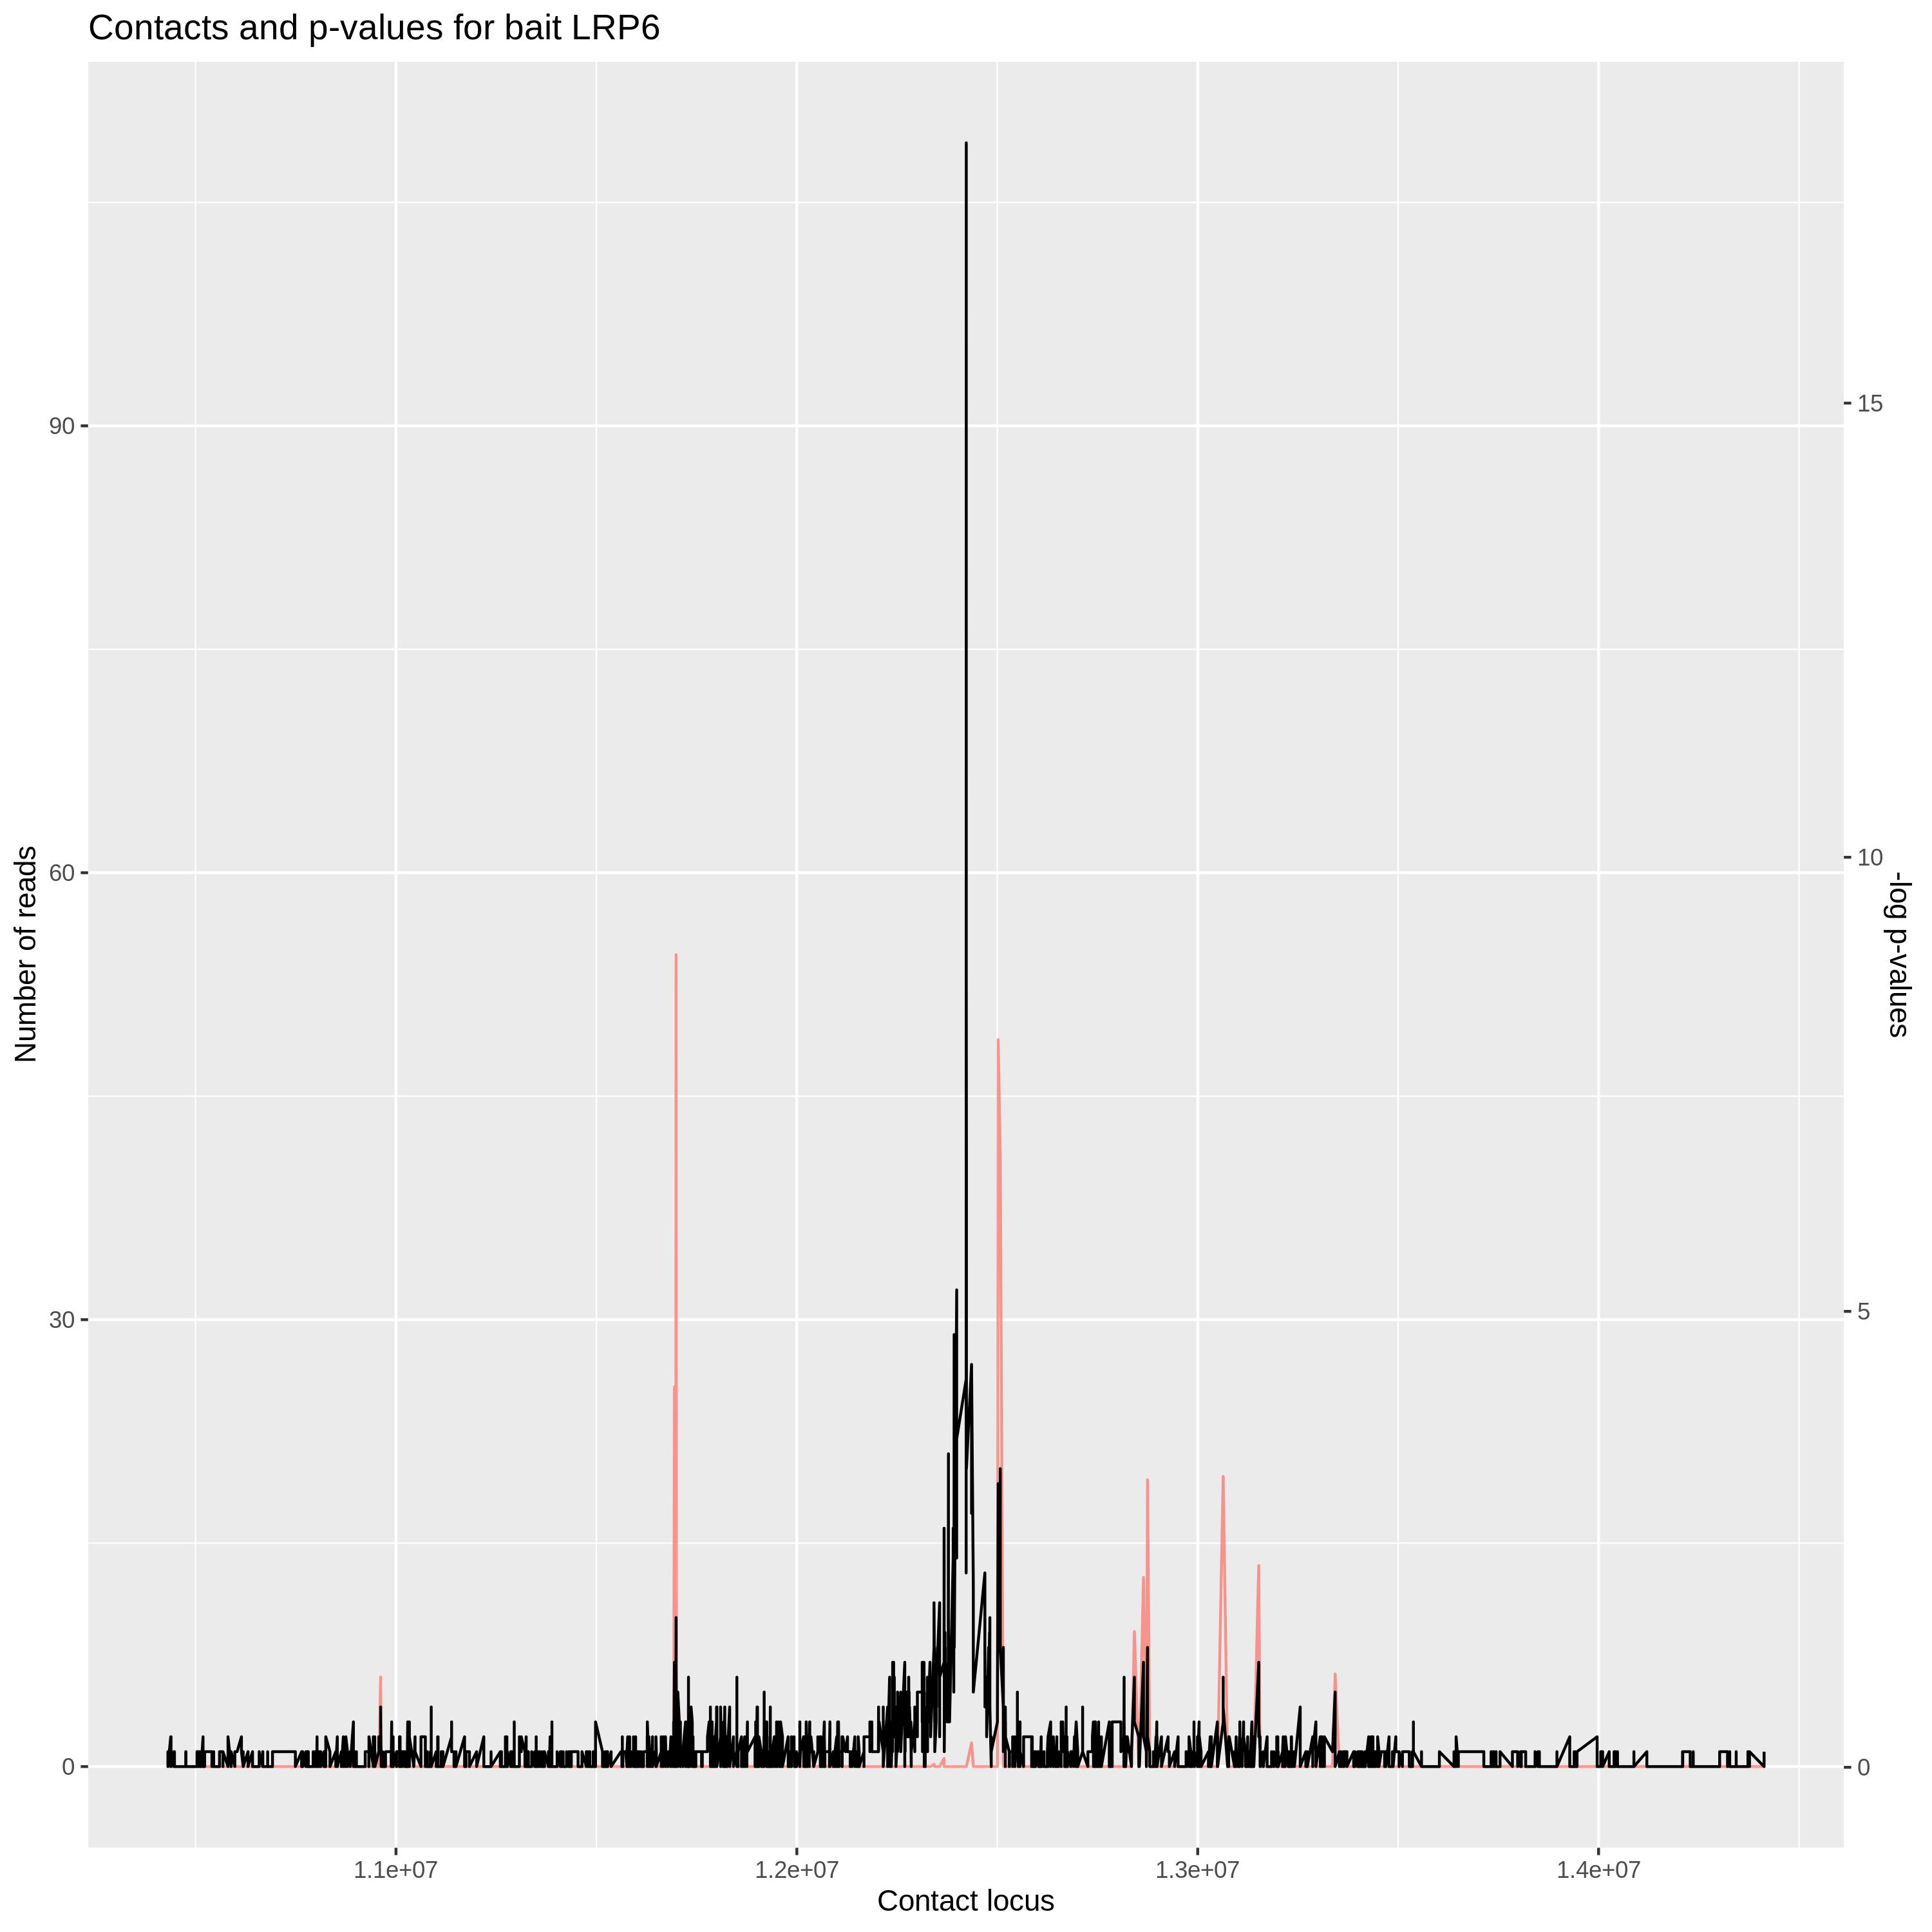 Contacts and p-values for bait LRP6
Number of reads
90
60
30
0
15
10
5
0
-log p-values
1.1e+07
1.2e+07
1.3e+07
1.4e+07
Contact locus